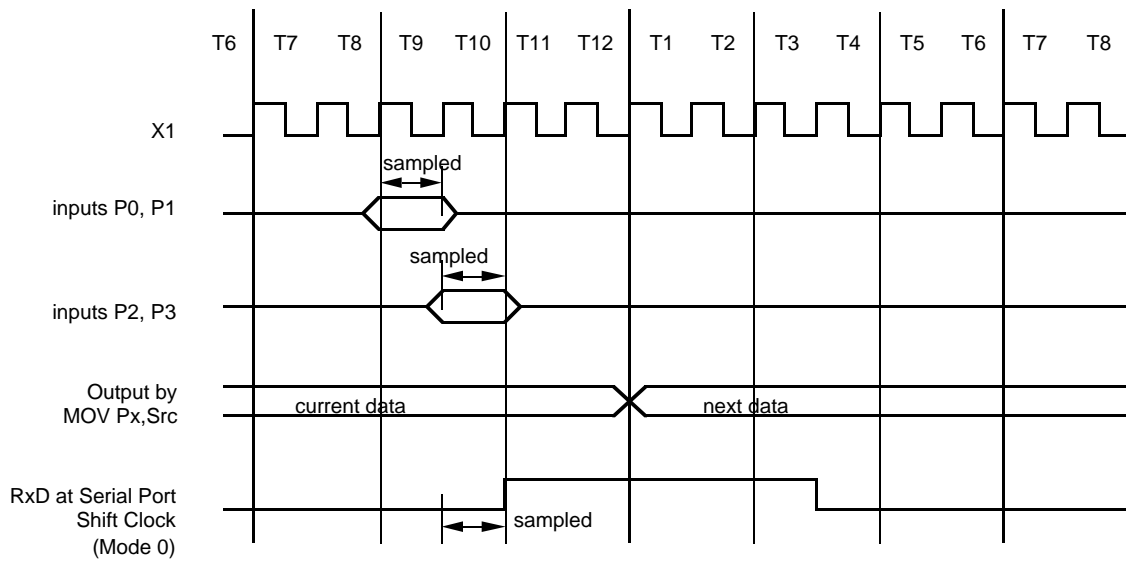 T6 T7 T8 T9 T10 T11 T12 T1 T2 T3 T4 T5 T6 T7 T8
X1
sampled
inputs P0, P1
sampled
inputs P2, P3
Output by
MOV Px,Src
current data
next data
RxD at Serial Port
Shift Clock
(Mode 0)
sampled